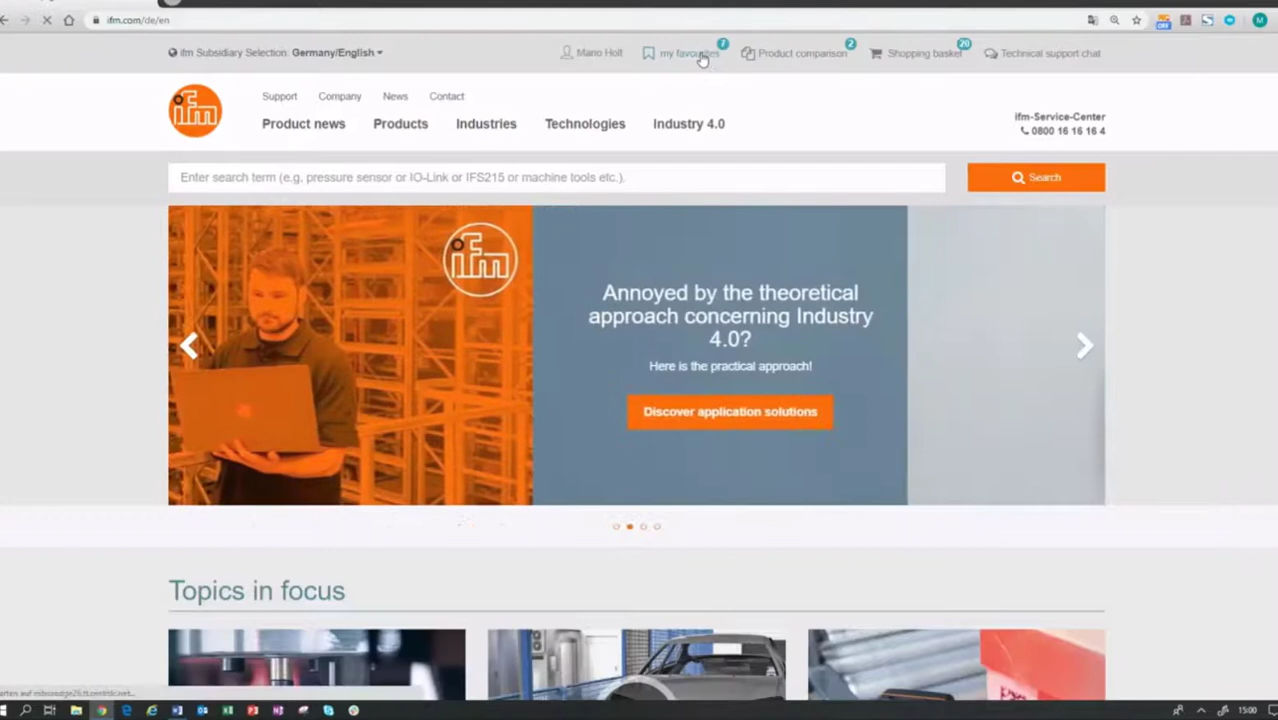 ifm.com/de/en
OFF
M
ifm Subsidiary Selection: Germany/English
Mario Holt
my favourites
7
Product comparison
2
Shopping basket
20
Technical support chat
ifm
Support Company News Contact
Product news Products Industries Technologies Industry 4.0
ifm-Service-Center
0800 16 16 16 4
Enter search term (e.g. pressure sensor or IO-Link or IFS215 or machine tools etc.).
Search
ifm
Annoyed by the theoretical
approach concerning Industry
4.0?
Here is the practical approach!
Discover application solutions
Topics in focus
15:00